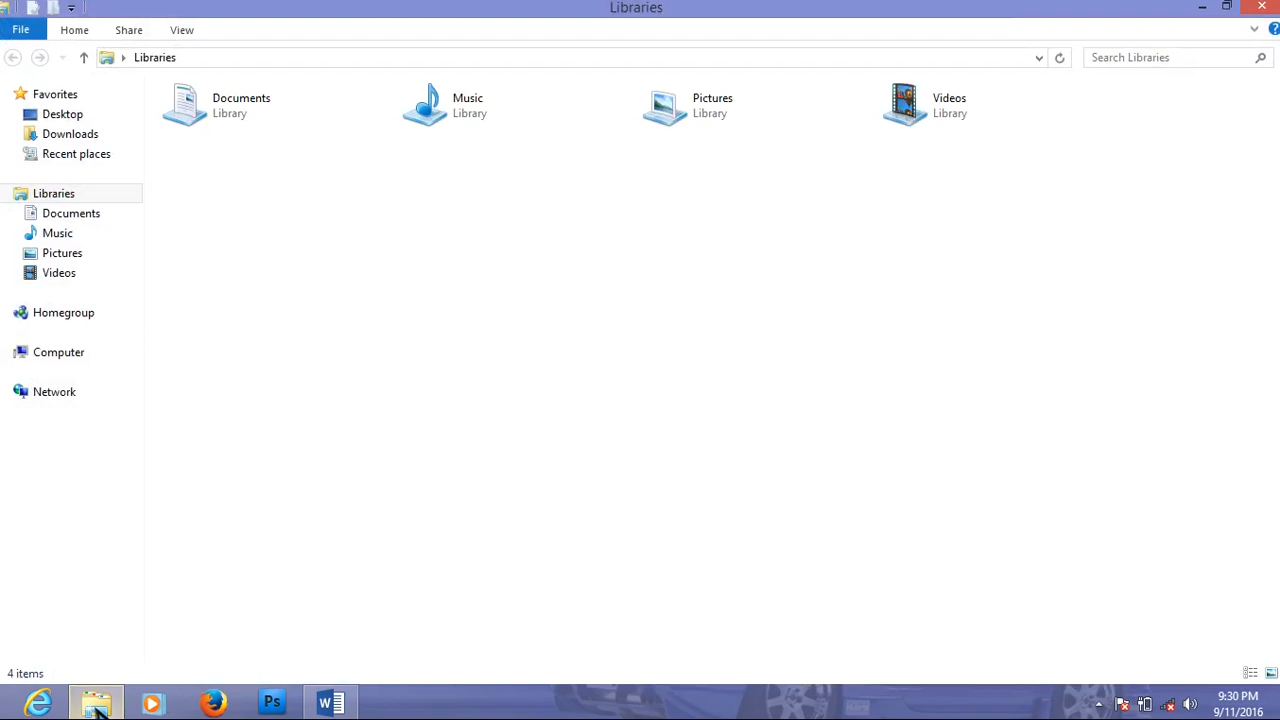 Libraries
File Home Share View
Libraries Search Libraries
Favorites
Desktop
Downloads
Recent places
Libraries
Documents
Music
Pictures
Videos
Homegroup
Computer
Network
Documents
Library
Music
Library
Pictures
Library
Videos
Library
4 items
Ps
W
9:30 PM
9/11/2016